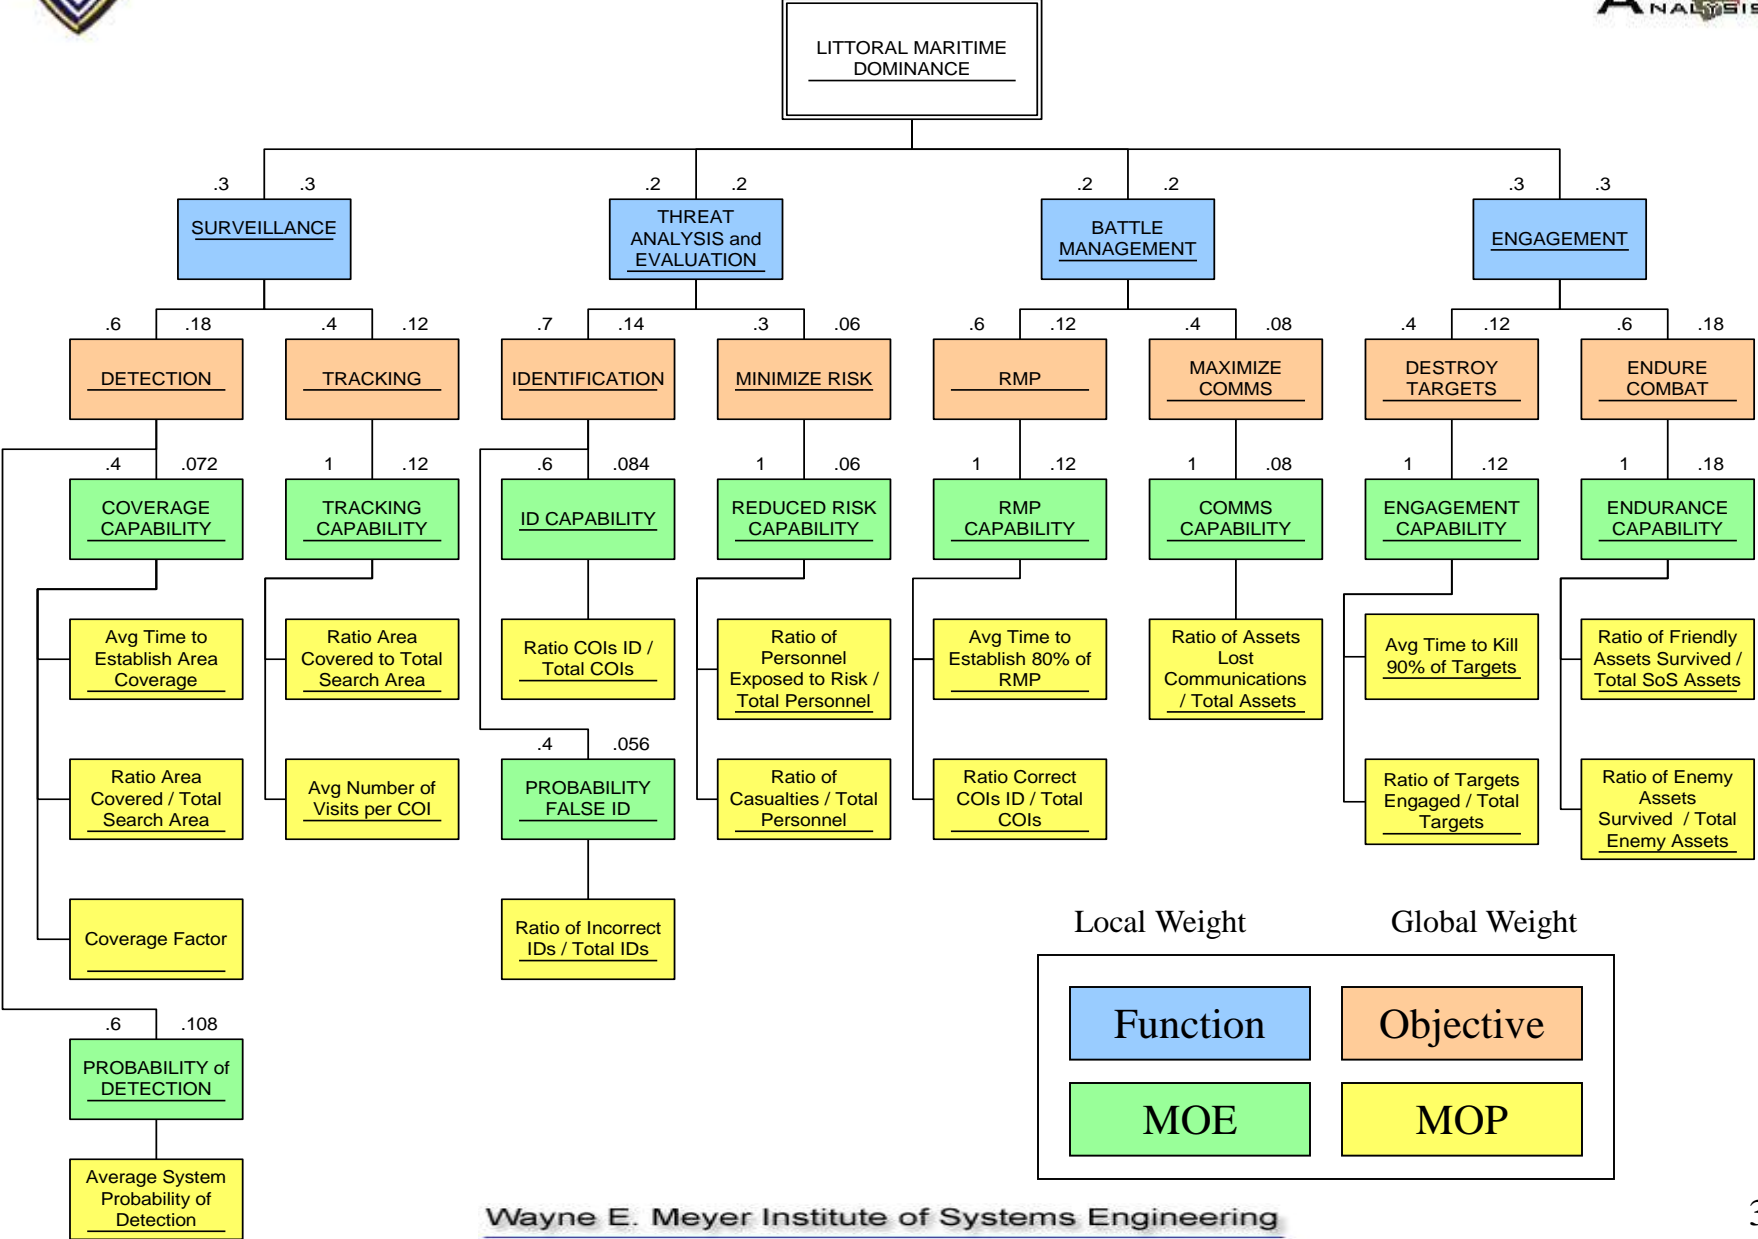 ANALYSIS
LITTORAL MARITIME
DOMINANCE
.3 .3
.2 .2
.2 .2
.3 .3
SURVEILLANCE
THREAT
ANALYSIS and
EVALUATION
BATTLE
MANAGEMENT
ENGAGEMENT
.6 .18
.4 .12
.7 .14
.3 .06
.6 .12
.4 .08
.4 .12
.6 .18
DETECTION
TRACKING
IDENTIFICATION
MINIMIZE RISK
RMP
MAXIMIZE
COMMS
DESTROY
TARGETS
ENDURE
COMBAT
.4 .072
1 .12
.6 .084
1 .06
1 .12
1 .08
1 .12
1 .18
COVERAGE
CAPABILITY
TRACKING
CAPABILITY
ID CAPABILITY
REDUCED RISK
CAPABILITY
RMP
CAPABILITY
COMMS
CAPABILITY
ENGAGEMENT
CAPABILITY
ENDURANCE
CAPABILITY
Avg Time to
Establish Area
Coverage
Ratio Area
Covered to Total
Search Area
Ratio COIs ID /
Total COIs
Ratio of
Personnel
Exposed to Risk /
Total Personnel
Avg Time to
Establish 80% of
RMP
Ratio of Assets
Lost
Communications
/ Total Assets
Avg Time to Kill
90% of Targets
Ratio of Friendly
Assets Survived /
Total SoS Assets
.4 .056
Ratio Area
Covered / Total
Search Area
Avg Number of
Visits per COI
PROBABILITY
FALSE ID
Ratio of
Casualties / Total
Personnel
Ratio Correct
COIs ID / Total
COIs
Ratio of Targets
Engaged / Total
Targets
Ratio of Enemy
Assets
Survived / Total
Enemy Assets
Coverage Factor
Ratio of Incorrect
IDs / Total IDs
Local Weight Global Weight
Function Objective
MOE MOP
.6 .108
PROBABILITY of
DETECTION
Average System
Probability of
Detection
Wayne E. Meyer Institute of Systems Engineering